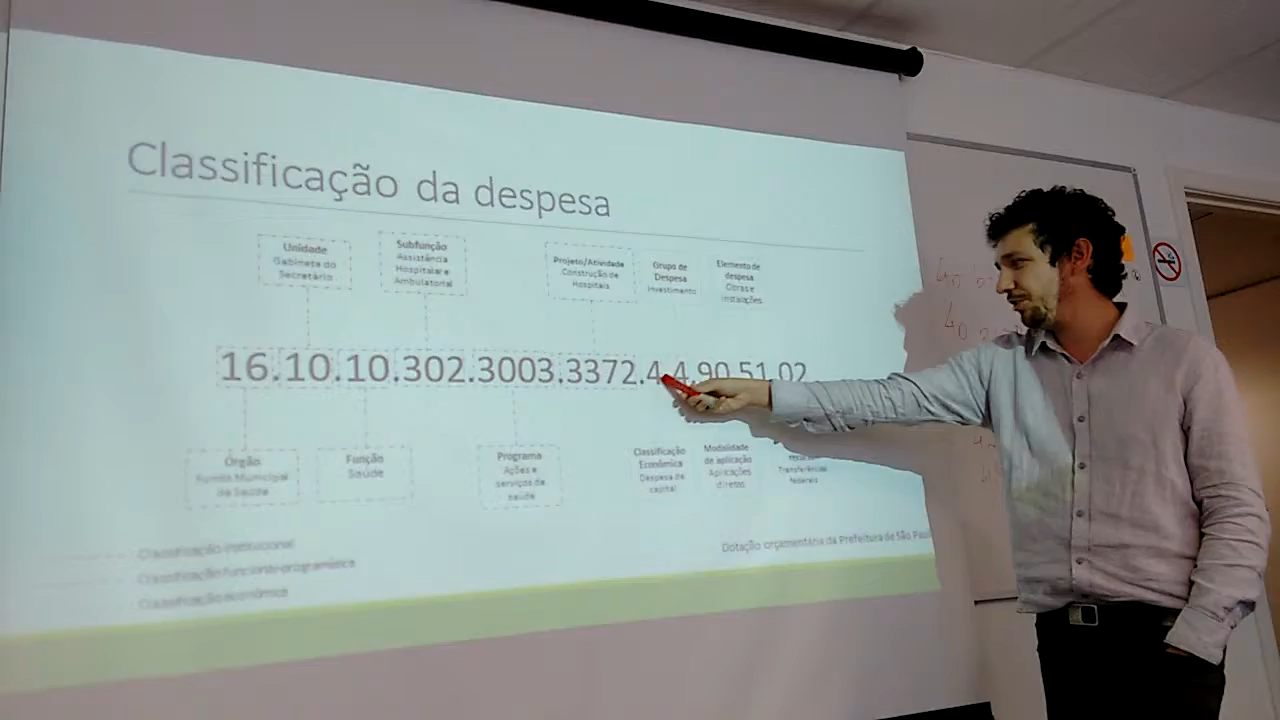 Classificação da despesa
Unidade
Gabinete do
Secretário
Subfunção
Assistência
Hospitalar e
Ambulatorial
Projeto/Atividade
Construção de
Hospitais
Grupo de
Despesa
Investimento
Elemento de
despesa
Obras e
instalações
16.10.10.302.3003.3372.4.4.90.51.02
Órgão
Fundo Municipal
da Saúde
Função
Saúde
Programa
Ações e
serviços da
saúde
Classificação
Econômica
Despesa de
capital
Modalidade
de aplicação
Aplicações
diretas
Transferências
federais
Classificação institucional
Classificação funcional-programática
Classificação econômica
Dotação orçamentária da Prefeitura de São Paulo